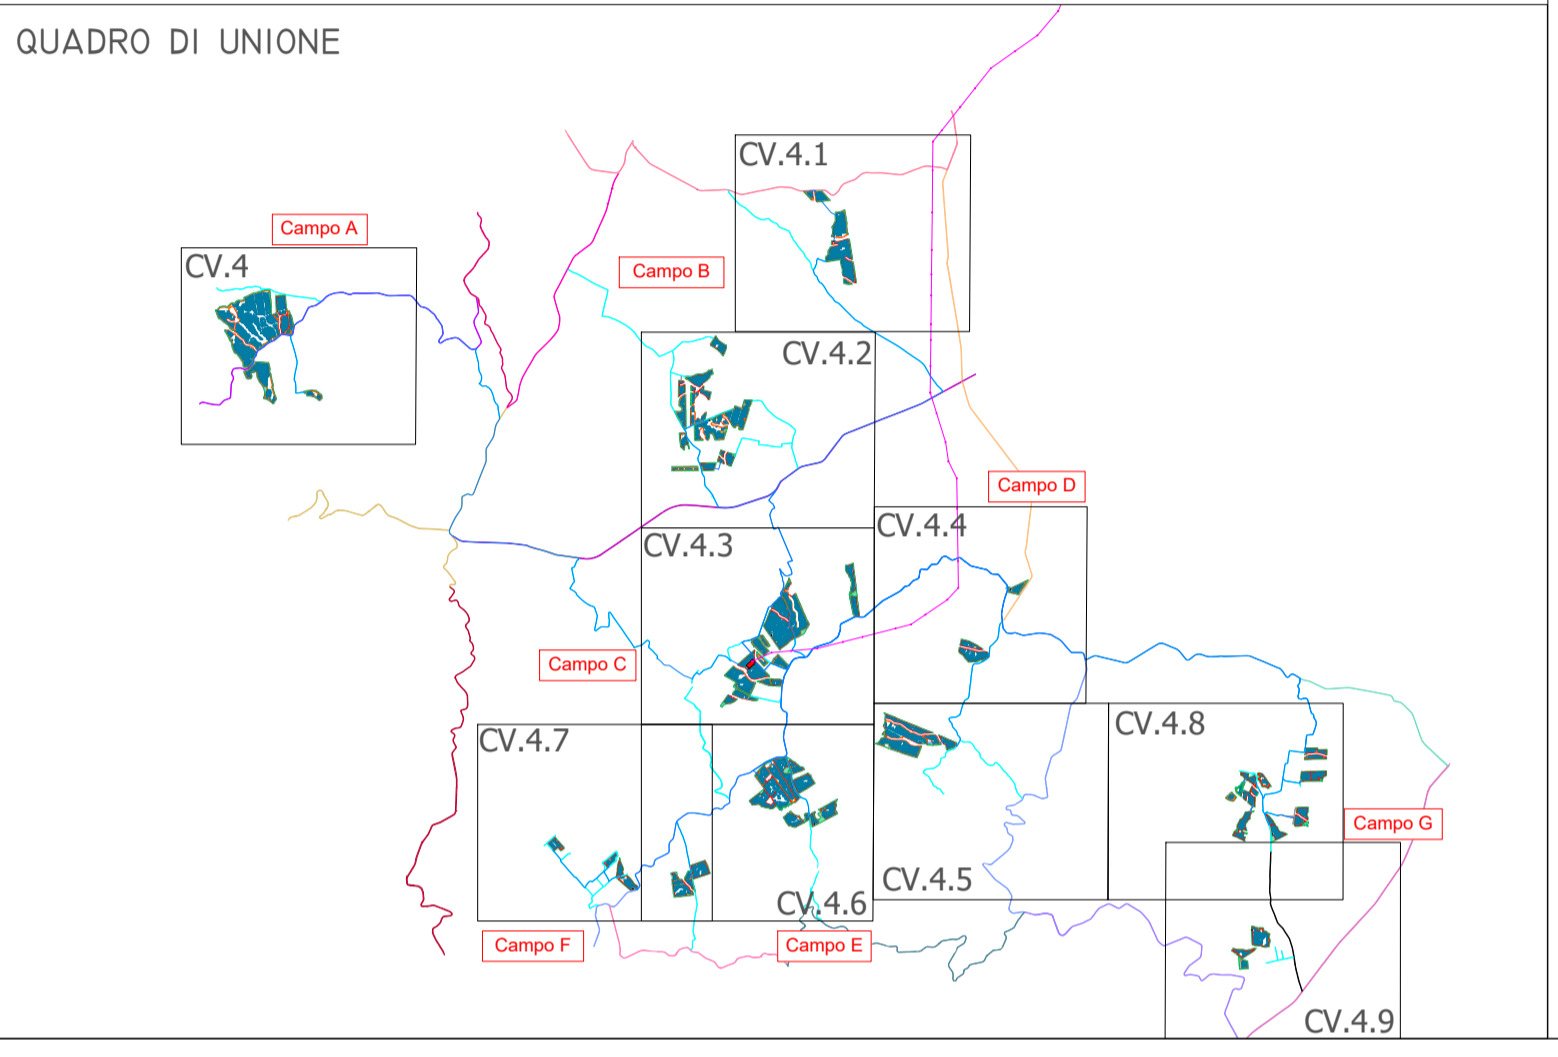 QUADRO DI UNIONE
CV.4.1
Campo A
CV.4
Campo B
CV.4.2
Campo D
CV.4.4
CV.4.3
Campo C
CV.4.7
CV.4.8
Campo G
CV.4.5
CV.4.6
Campo F
Campo E
CV.4.9